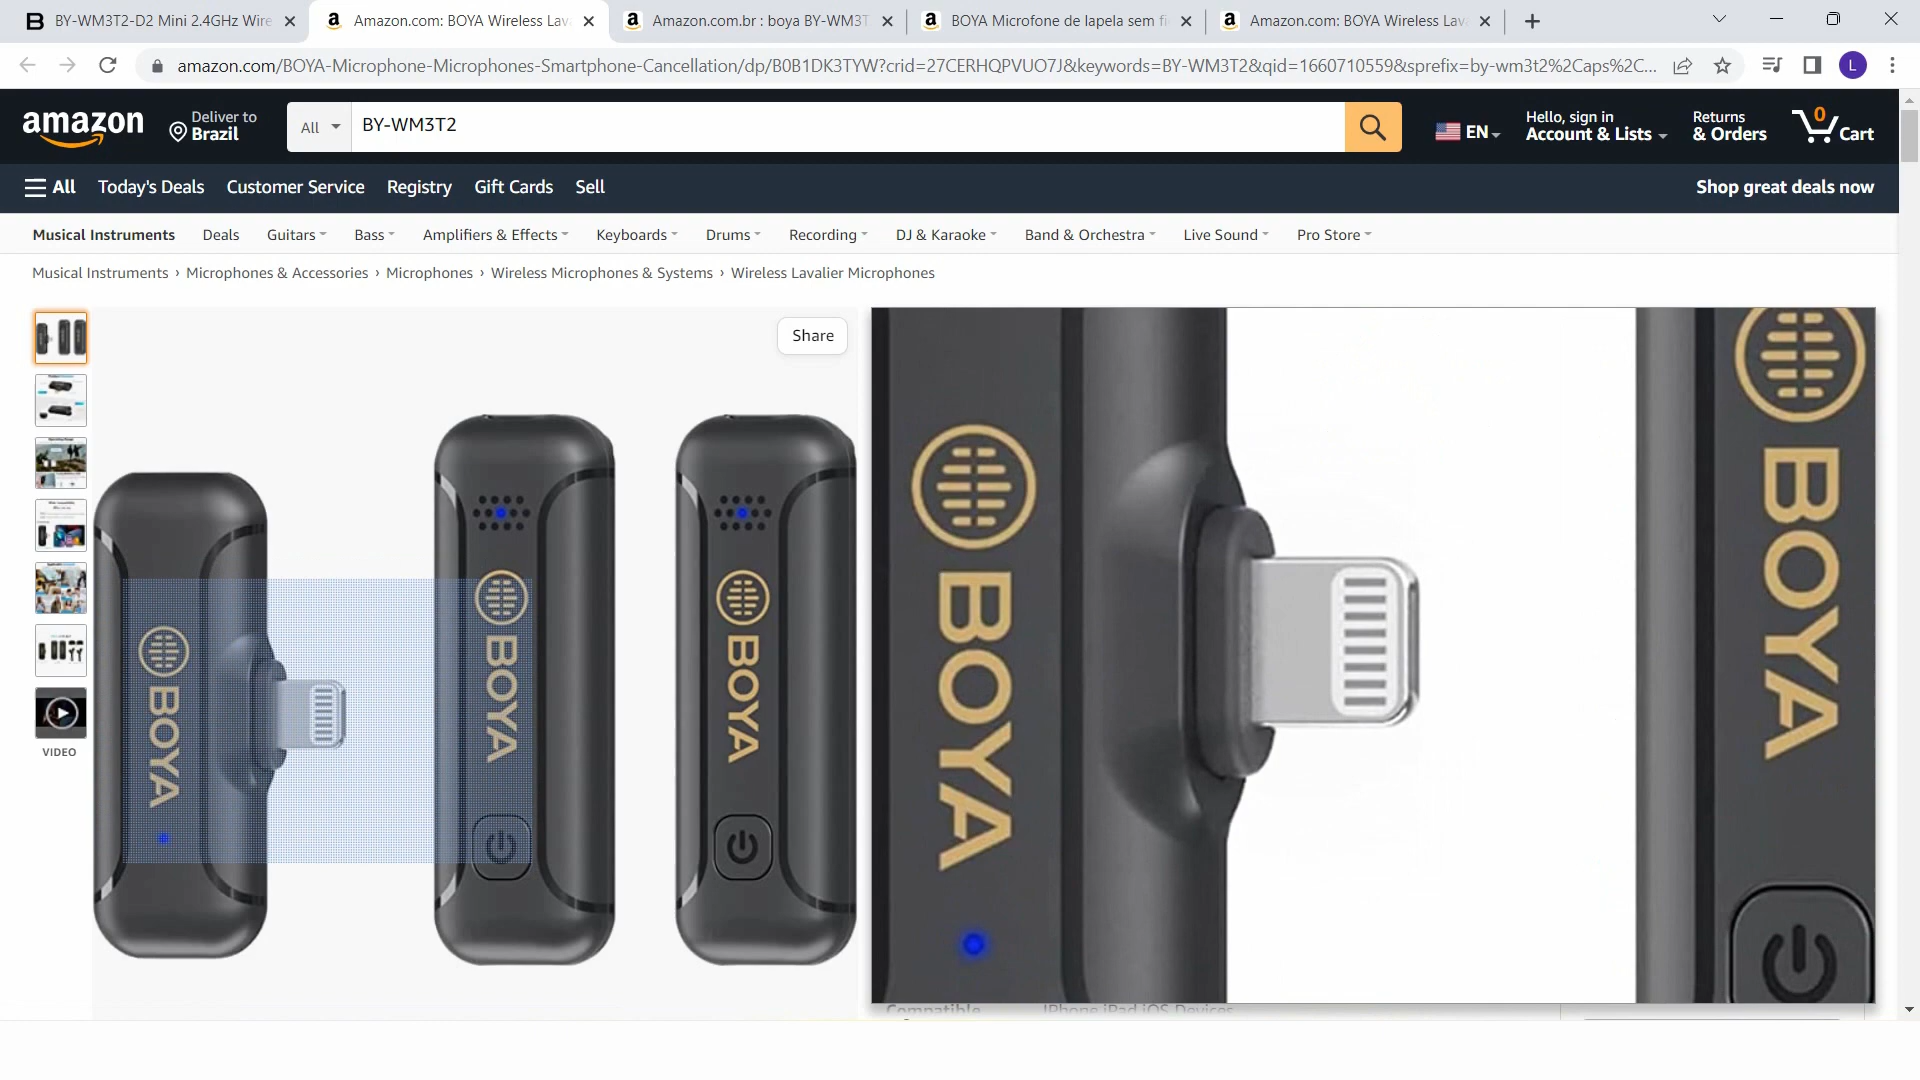 BY-WM3T2-D2 Mini 2.4GHz Wire
Amazon.com: BOYA Wireless Lav
Amazon.com.br : boya BY-WM3T
BOYA Microfone de lapela sem fi
Amazon.com: BOYA Wireless Lav
amazon.com/BOYA-Microphone-Microphones-Smartphone-Cancellation/dp/B0B1DK3TYW?crid=27CERHQPVUO7J&keywords=BY-WM3T2&qid=1660710559&sprefix=by-wm3t2%2Caps%2C...
L
amazon
Deliver to
Brazil
All
BY-WM3T2
EN
Hello, sign in
Account & Lists
Returns
& Orders
0
Cart
All
Today's Deals
Customer Service
Registry
Gift Cards
Sell
Shop great deals now
Musical Instruments
Deals
Guitars
Bass
Amplifiers & Effects
Keyboards
Drums
Recording
DJ & Karaoke
Band & Orchestra
Live Sound
Pro Store
Musical Instruments › Microphones & Accessories › Microphones › Wireless Microphones & Systems › Wireless Lavalier Microphones
Share
VIDEO
BOYA
BOYA
BOYA
BOYA
BOYA
Compatible
IPhone iPad iOS Devices